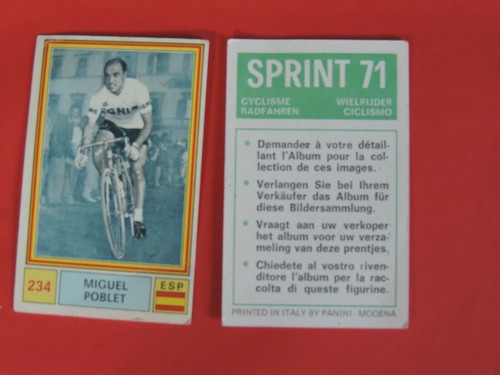 GNI
234
MIGUEL
POBLET
ESP
SPRINT 71
CYCLISME WIELRIJDER
RADFAHREN CICLISMO
Demandez à votre détail-
lant l'Album pour la col-
lection de ces images.
Verlangen Sie bei Ihrem
Verkäufer das Album für
diese Bildersammlung.
Vraagt aan uw verkoper
het album voor uw verza-
meling van deze prentjes.
Chiedete al vostro riven-
ditore l'album per la rac-
colta di queste figurine.
PRINTED IN ITALY BY PANINI - MODENA